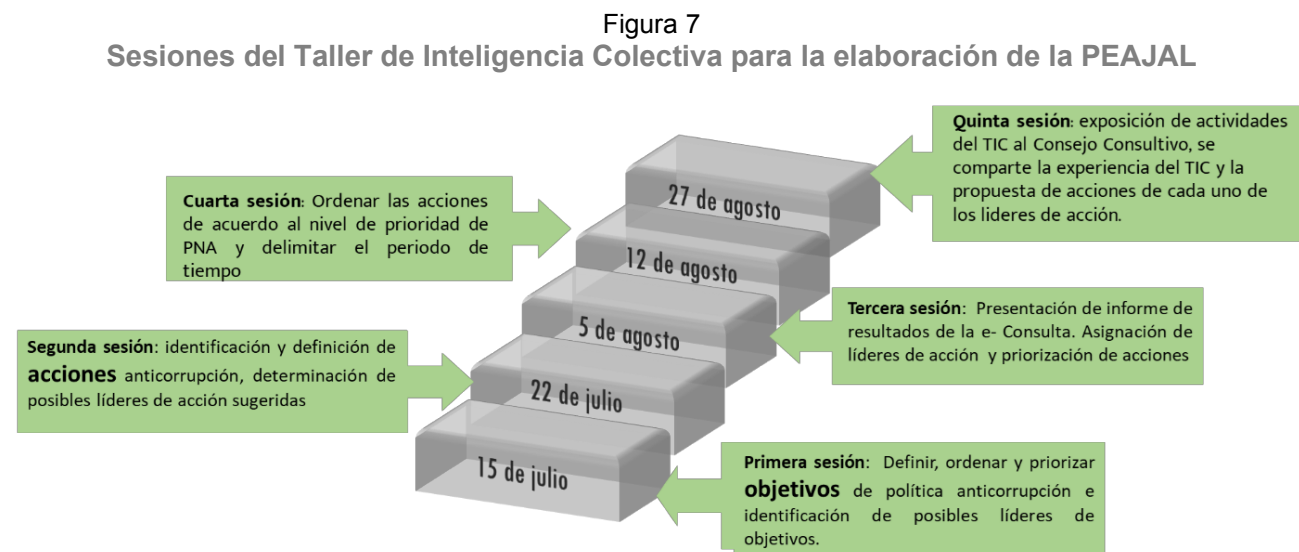 Figura 7
Sesiones del Taller de Inteligencia Colectiva para la elaboración de la PEAJAL
Quinta sesión: exposición de actividades
del TIC al Consejo Consultivo, se
comparte la experiencia del TIC y la
propuesta de acciones de cada uno de
los lideres de acción.
27 de agosto
Cuarta sesión: Ordenar las acciones
de acuerdo al nivel de prioridad de
PNA y delimitar el periodo de
tiempo
12 de agosto
Tercera sesión: Presentación de informe de
resultados de la e- Consulta. Asignación de
líderes de acción y priorización de acciones
5 de agosto
Segunda sesión: identificación y definición de
acciones anticorrupción, determinación de
posibles líderes de acción sugeridas
22 de julio
15 de julio
Primera sesión: Definir, ordenar y priorizar
objetivos de política anticorrupción e
identificación de posibles líderes de
objetivos.